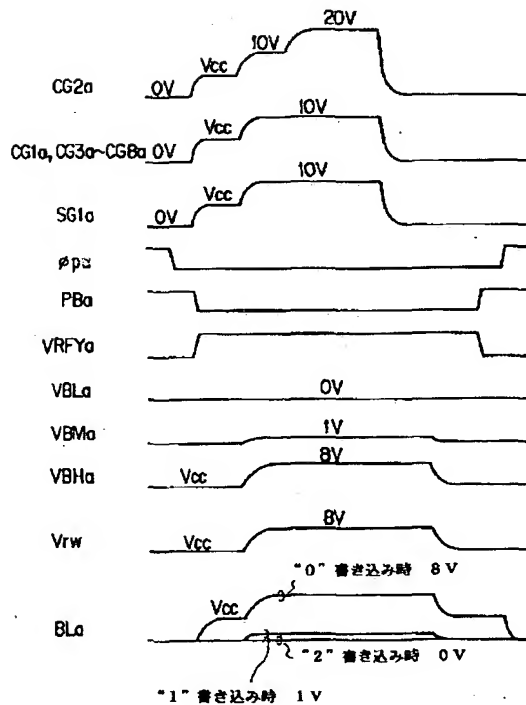 20V
10V
Vcc
CG2a
0V
10V
Vcc
CG1a,CG3a~CG8a 0V
10V
Vcc
SG1a
0V
φpa
PBa
VRFYa
VBLa
0V
VBMa
1V
8V
VBHa
Vcc
8V
Vrw
Vcc
"0" 書き込み時 8V
Vcc
BLa
"2" 書き込み時 0V
"1" 書き込み時 1V